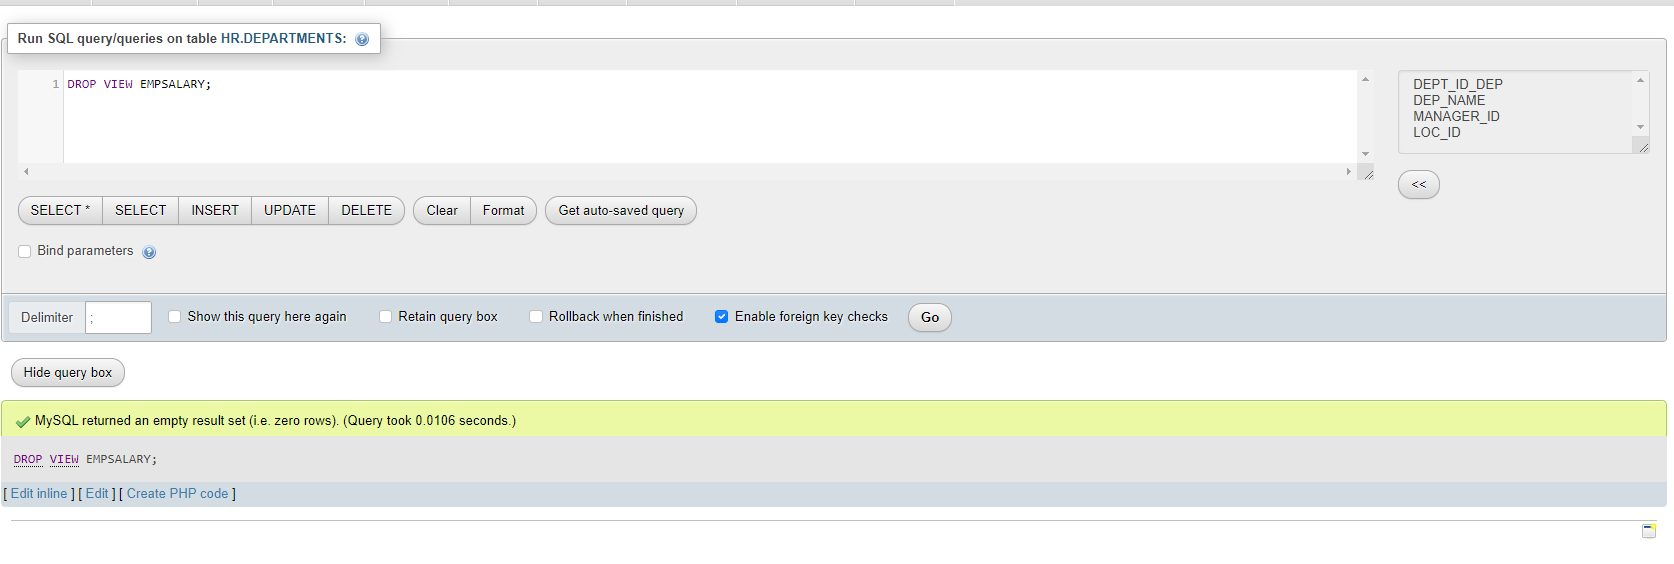 Run SQL query/queries on table HR.DEPARTMENTS:
1 DROP VIEW EMPSALARY;
DEPT_ID_DEP
DEP_NAME
MANAGER_ID
LOC_ID
<<
SELECT * SELECT INSERT UPDATE DELETE Clear Format Get auto-saved query
Bind parameters
Delimiter ; Show this query here again Retain query box Rollback when finished Enable foreign key checks Go
Hide query box
MySQL returned an empty result set (i.e. zero rows). (Query took 0.0106 seconds.)
DROP VIEW EMPSALARY;
[ Edit inline ] [ Edit ] [ Create PHP code ]